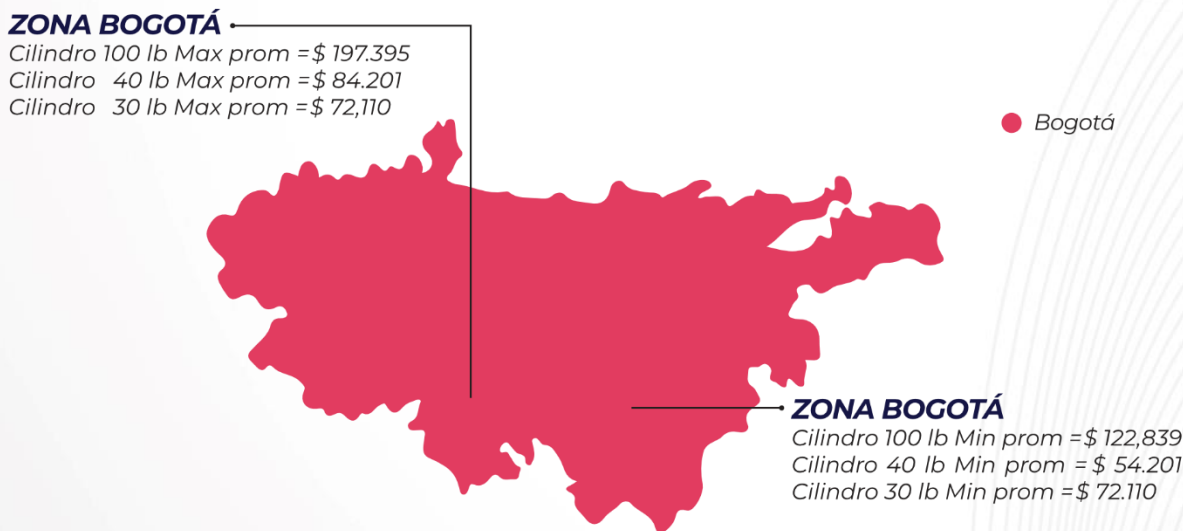 ZONA BOGOTÁ
Cilindro 100 lb Max prom =$ 197.395
Cilindro 40 lb Max prom =$ 84.201
Cilindro 30 lb Max prom =$ 72,110
Bogotá
ZONA BOGOTÁ
Cilindro 100 lb Min prom =$ 122,839
Cilindro 40 lb Min prom =$ 54.201
Cilindro 30 lb Min prom =$ 72.110